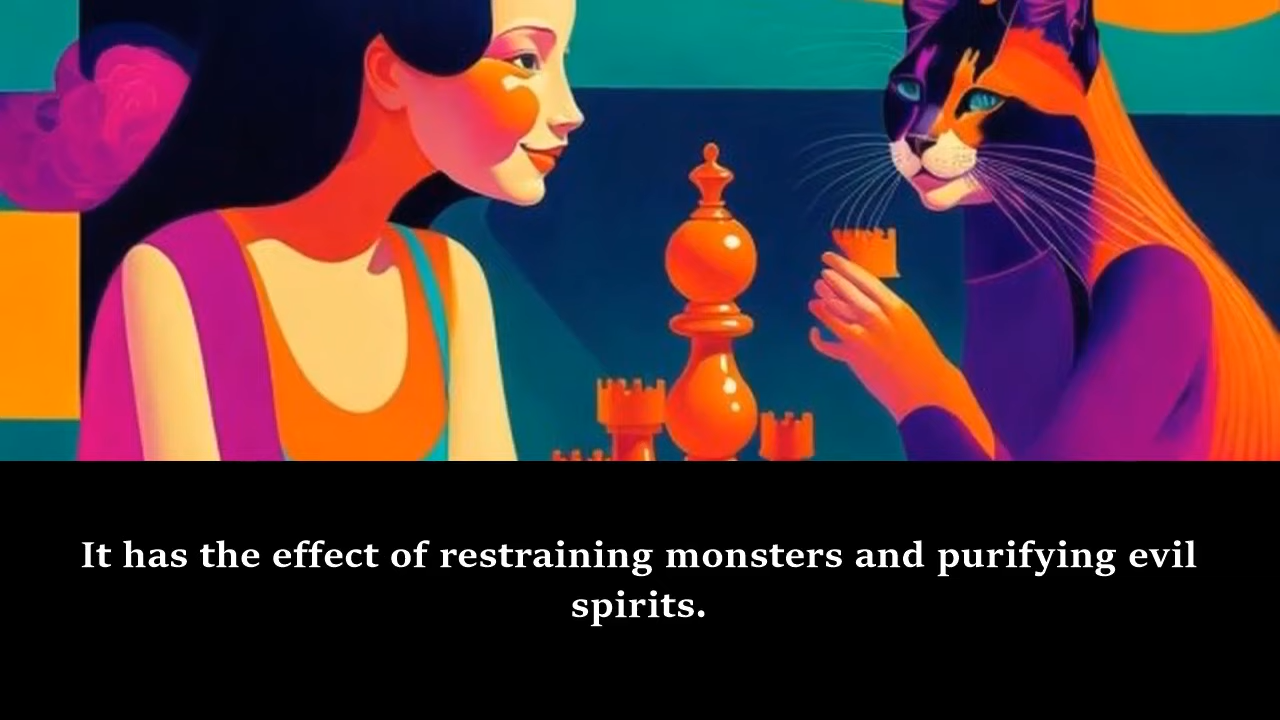 It has the effect of restraining monsters and purifying evil
spirits.